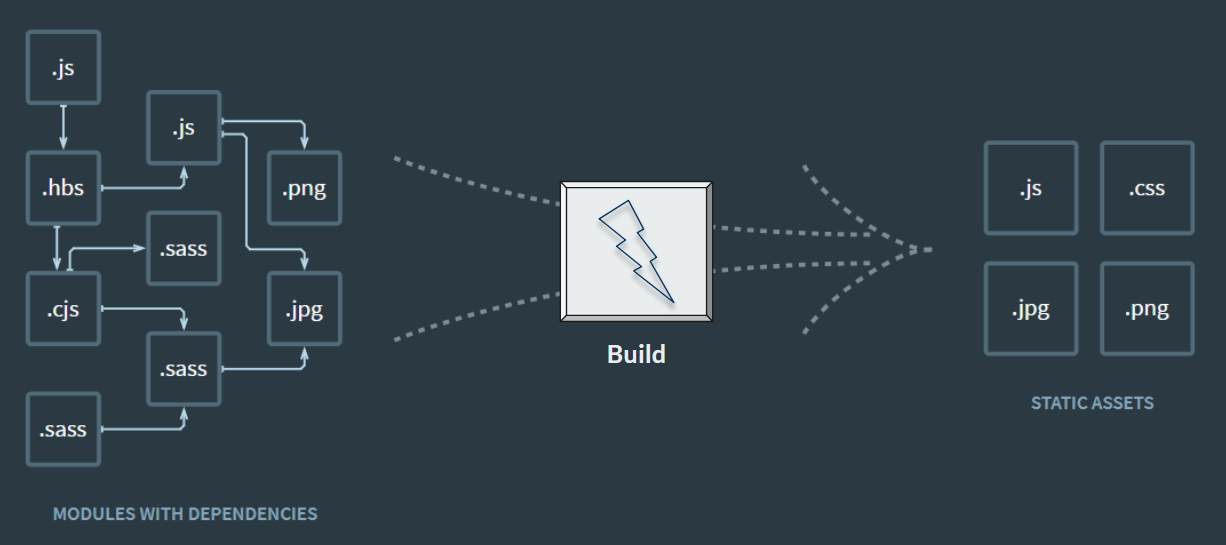 .js
.js
.hbs
.png
.sass
.cjs
.jpg
.sass
.sass
MODULES WITH DEPENDENCIES
Build
.js
.css
.jpg
.png
STATIC ASSETS